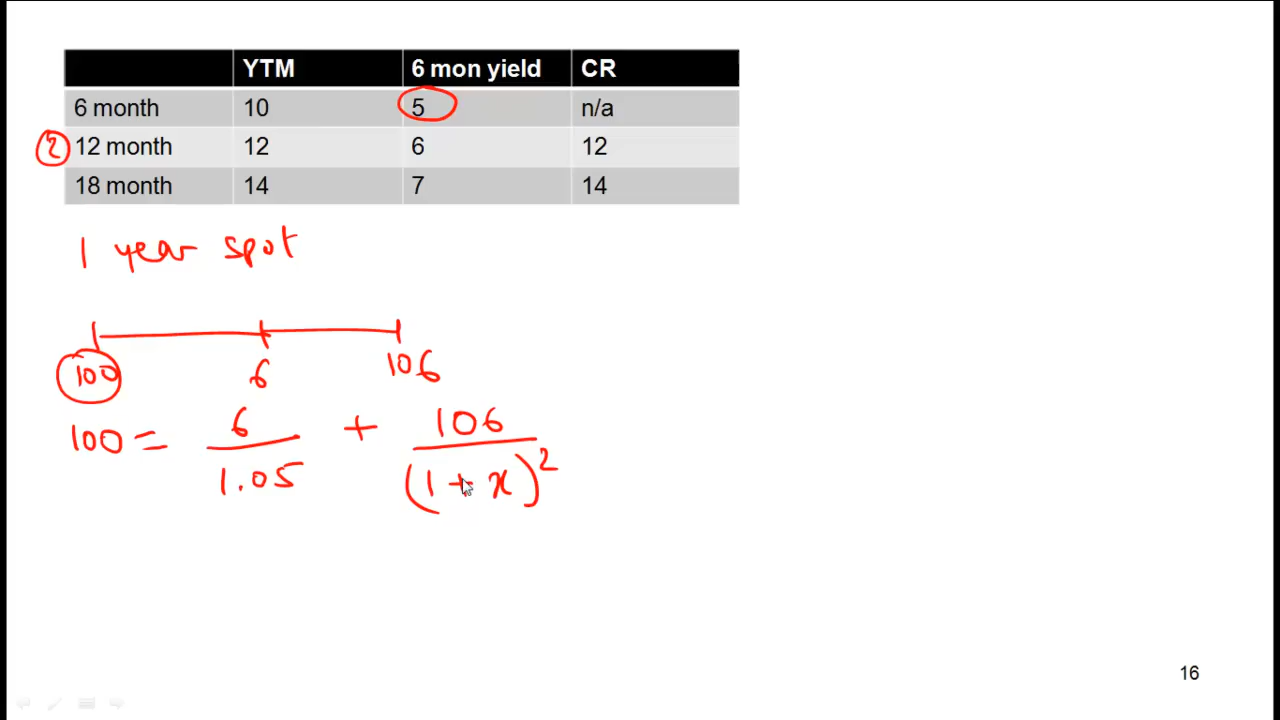 YTM 6 mon yield CR
6 month 10 5 n/a
2 12 month 12 6 12
18 month 14 7 14
1 year spot
100 6 106
100 = 6/1.05 + 106/(1 + x)²
16